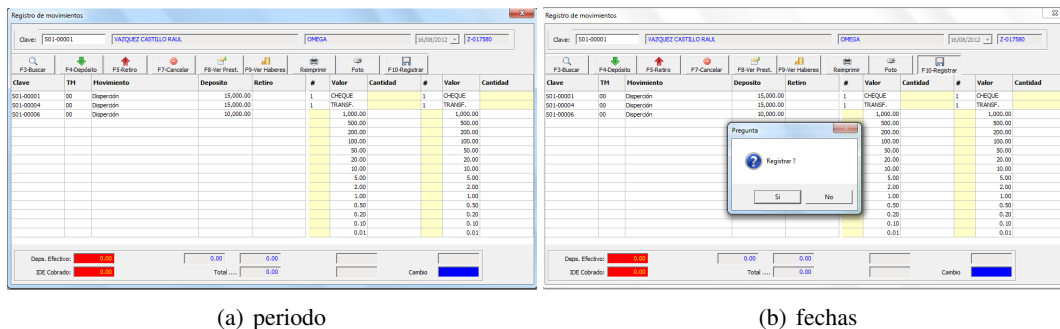 Registro de movimientos
Clave: S01-00001 VAZQUEZ CASTILLO RAUL OMEGA 16/08/2012 Z-017580
F3-Buscar F4-Depósito F5-Retiro F7-Cancelar F8-Ver Prest. F9-Ver Haberes Reimprimir Foto F10-Registrar
Clave TM Movimiento Deposito Retiro # Valor Cantidad # Valor Cantidad
S01-00001 00 Disperción 15,000.00 1 CHEQUE 1 CHEQUE
S01-00004 00 Disperción 15,000.00 1 TRANSF. 1 TRANSF.
S01-00006 00 Disperción 10,000.00 1,000.00 1,000.00
500.00 500.00
200.00 200.00
100.00 100.00
50.00 50.00
20.00 20.00
10.00 10.00
5.00 5.00
2.00 2.00
1.00 1.00
0.50 0.50
0.20 0.20
0.10 0.10
0.01 0.01
Deps. Efectivo: 0.00 0.00 0.00
IDE Cobrado: 0.00 Total .... 0.00 Cambio
(a) periodo
Registro de movimientos
Clave: S01-00001 VAZQUEZ CASTILLO RAUL OMEGA 16/08/2012 Z-017580
F3-Buscar F4-Depósito F5-Retiro F7-Cancelar F8-Ver Prest. F9-Ver Haberes Reimprimir Foto F10-Registrar
Clave TM Movimiento Deposito Retiro # Valor Cantidad # Valor Cantidad
S01-00001 00 Disperción 15,000.00 1 CHEQUE 1 CHEQUE
S01-00004 00 Disperción 15,000.00 1 TRANSF. 1 TRANSF.
S01-00006 00 Disperción 10,000.00 1,000.00 1,000.00
500.00 500.00
200.00 200.00
100.00 100.00
50.00 50.00
20.00 20.00
10.00 10.00
5.00 5.00
2.00 2.00
1.00 1.00
0.50 0.50
0.20 0.20
0.10 0.10
0.01 0.01
Pregunta
Registrar ?
Sí No
Deps. Efectivo: 0.00 0.00 0.00
IDE Cobrado: 0.00 Total .... 0.00 Cambio
(b) fechas